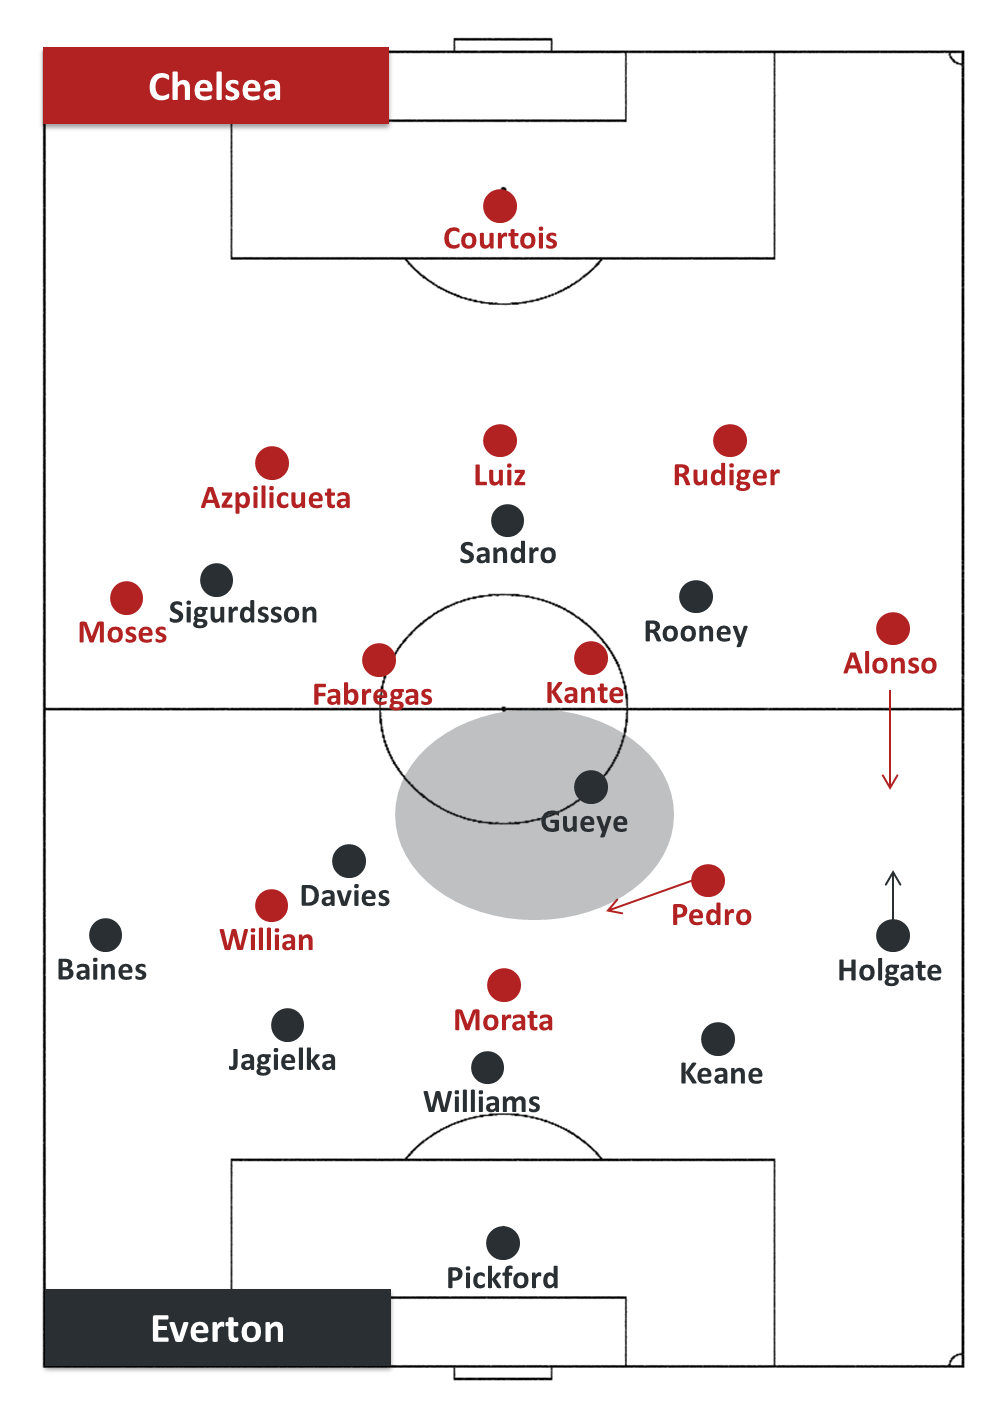 Chelsea
Courtois
Luiz
Rudiger
Azpilicueta
Sandro
Sigurdsson
Moses
Rooney
Alonso
Fabregas
Kante
Gueye
Davies
Pedro
Willian
Baines
Holgate
Morata
Jagielka
Keane
Williams
Pickford
Everton